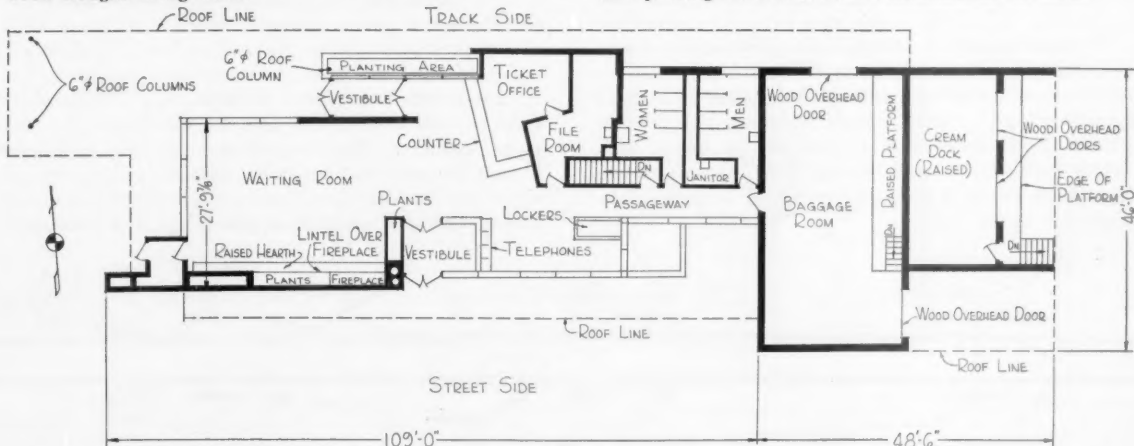 ROOF LINE
TRACK SIDE
6"ϕ ROOF COLUMNS
6"ϕ ROOF
COLUMN
PLANTING AREA
VESTIBULE
TICKET
OFFICE
FILE
ROOM
COUNTER
WOMEN
MEN
JANITOR
DN
WOOD OVERHEAD
DOOR
RAISED PLATFORM
CREAM
DOCK
(RAISED)
WOOD OVERHEAD
DOORS
EDGE OF
PLATFORM
46'-0"
WAITING ROOM
27'-9⅞"
PLANTS
LOCKERS
PASSAGEWAY
BAGGAGE
ROOM
DN
DN
LINTEL OVER
FIREPLACE
RAISED HEARTH
VESTIBULE
TELEPHONES
PLANTS
FIREPLACE
ROOF LINE
WOOD OVERHEAD DOOR
ROOF LINE
STREET SIDE
109'-0"
48'-6"